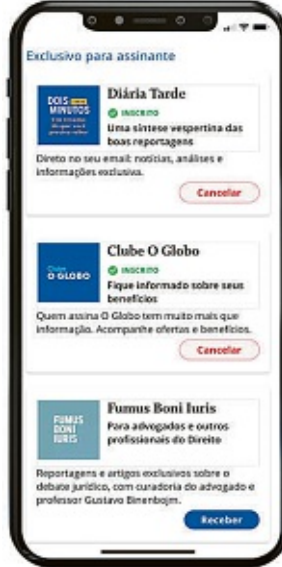 Exclusivo para assinante
DOIS
MINUTOS
Diária Tarde
INSCRITO
Uma síntese vespertina das
boas reportagens
Direto no seu email: notícias, análises e
informações exclusiva.
Cancelar
Clube
O GLOBO
Clube O Globo
INSCRITO
Fique informado sobre seus
benefícios
Quem assina O Globo tem muito mais que
informação. Acompanhe ofertas e benefícios.
Cancelar
FUMUS
BONI
IURIS
Fumus Boni Iuris
Para advogados e outros
profissionais do Direito
Reportagens e artigos exclusivos sobre o
debate jurídico, com curadoria do advogado e
professor Gustavo Binenbojm.
Receber